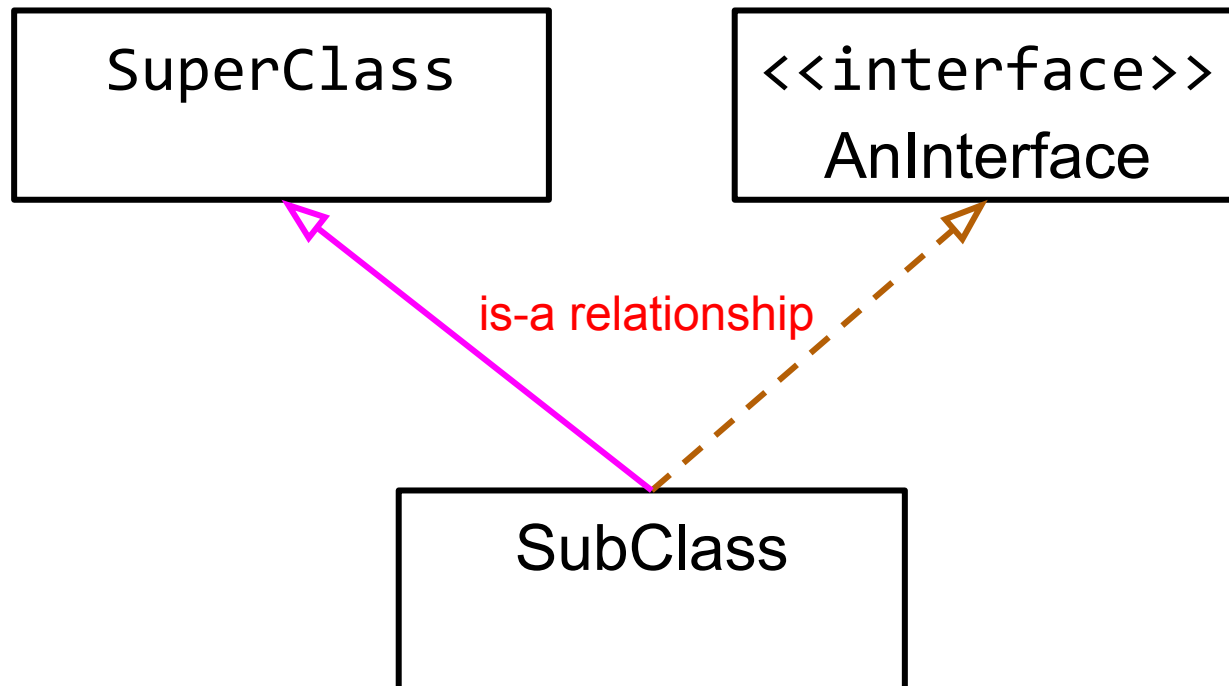 SuperClass
<<interface>>
AnInterface
is-a relationship
SubClass